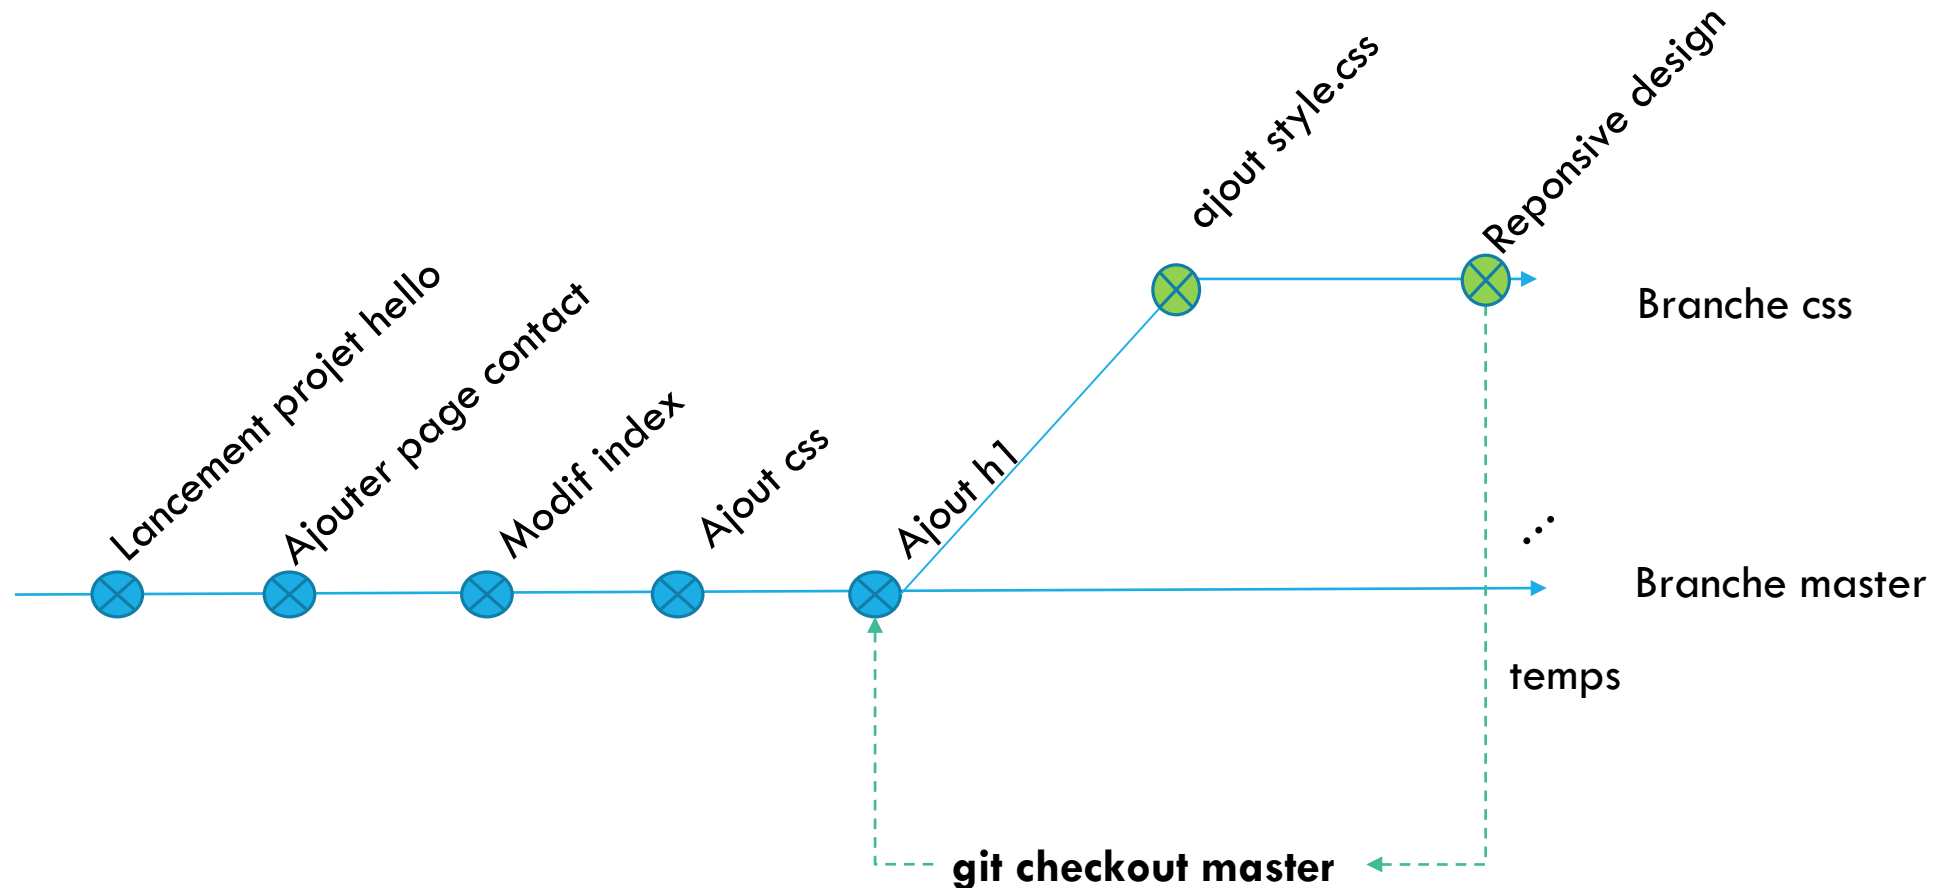 Lancement projet hello
Ajouter page contact
Modif index
Ajout css
Ajout h1
ajout style.css
Reponsive design
Branche css
...
Branche master
temps
git checkout master